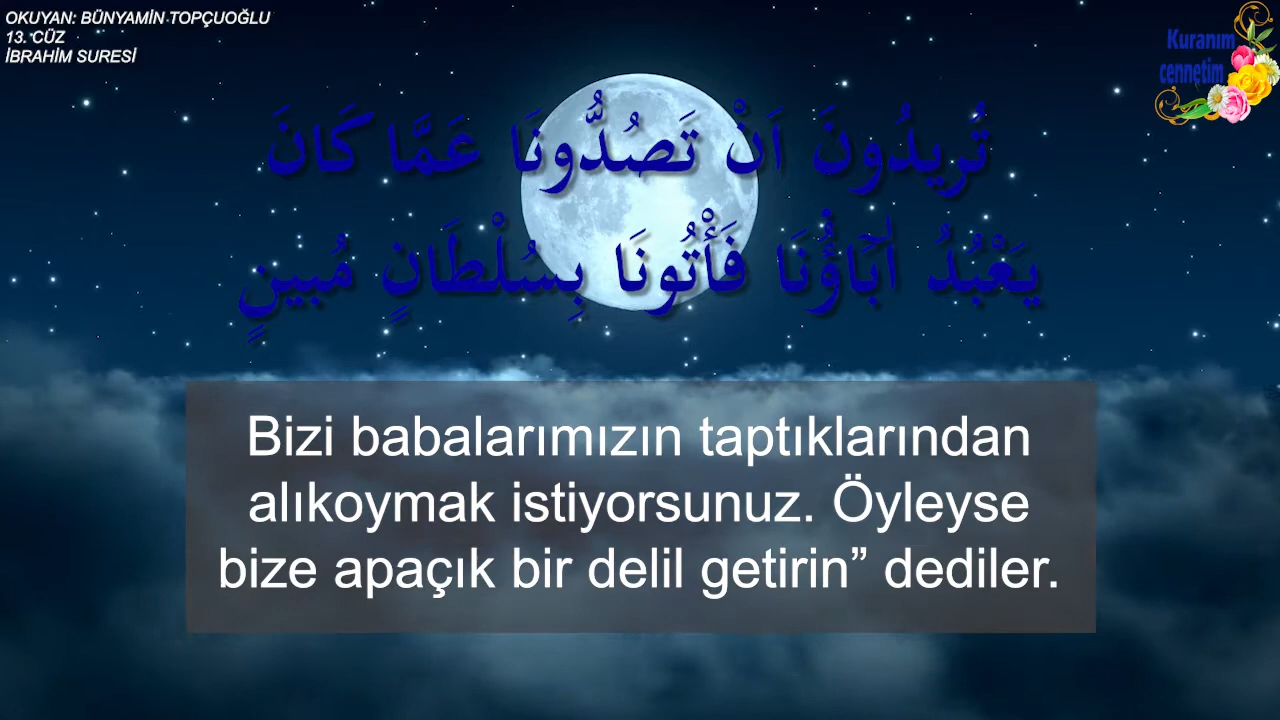 OKUYAN: BÜNYAMİN TOPÇUOĞLU
13. CÜZ
İBRAHİM SURESİ
Kuranım
cennetim
تُرِيدُونَ اَنْ تَصُدُّونَا عَمَّا كَانَ
يَعْبُدُ اٰبَٓاؤُ۬نَا فَأْتُونَا بِسُلْطَانٍ مُبِينٍ
Bizi babalarımızın taptıklarından
alıkoymak istiyorsunuz. Öyleyse
bize apaçık bir delil getirin” dediler.